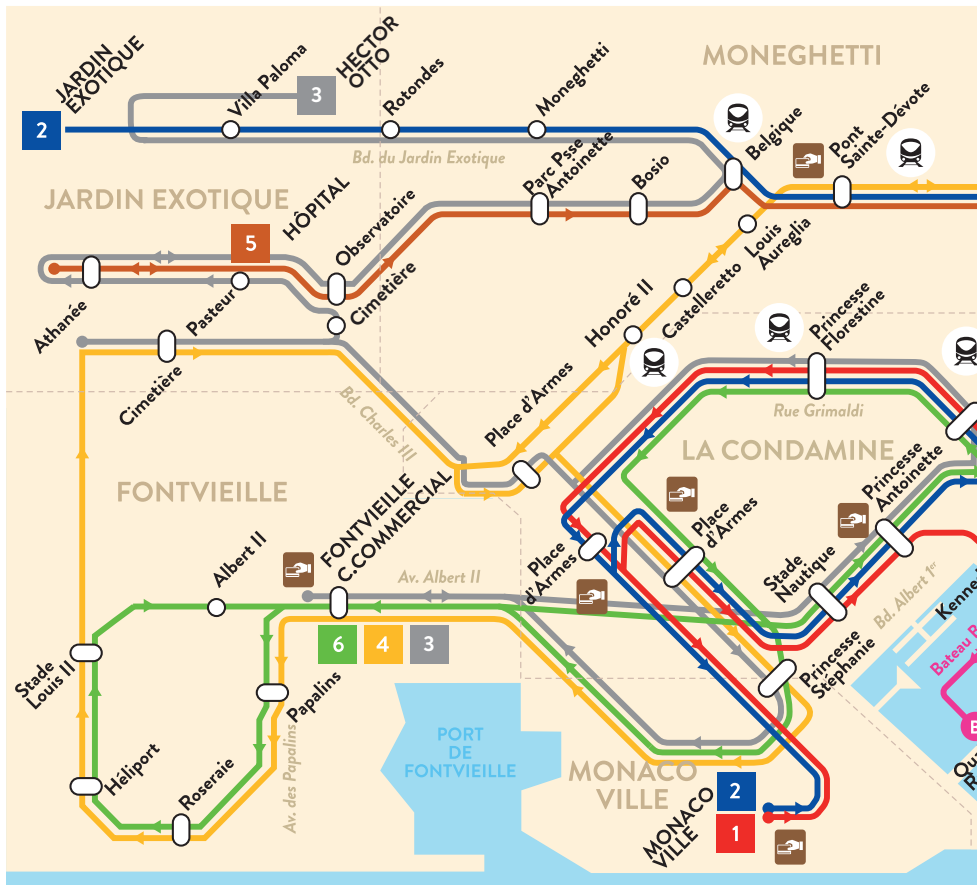 MONEGHETTI
JARDIN
EXOTIQUE
2
Villa Paloma
3
HECTOR
OTTO
Rotondes
Moneghetti
Belgique
Pont
Sainte-Dévote
Bd. du Jardin Exotique
JARDIN EXOTIQUE
HÔPITAL
5
Observatoire
Parc Psse
Antoinette
Bosio
Louis
Aureglia
Athanée
Pasteur
Cimetière
Castelleretto
Honoré II
Princesse
Florestine
Cimetière
Bd. Charles III
Place d'Armes
Rue Grimaldi
LA CONDAMINE
FONTVIEILLE
FONTVIEILLE
C.COMMERCIAL
Princesse
Antoinette
Place
d'Armes
Albert II
Av. Albert II
Place
d'Armes
Stade
Nautique
Bd. Albert 1er
6
4
3
Stade
Louis II
Papalins
Princesse
Stéphanie
Av. des Papalins
Héliport
Roseraie
PORT
DE
FONTVIEILLE
MONACO
VILLE
MONACO
VILLE
2
1
Kenne
Bateau B
B
Qu
R